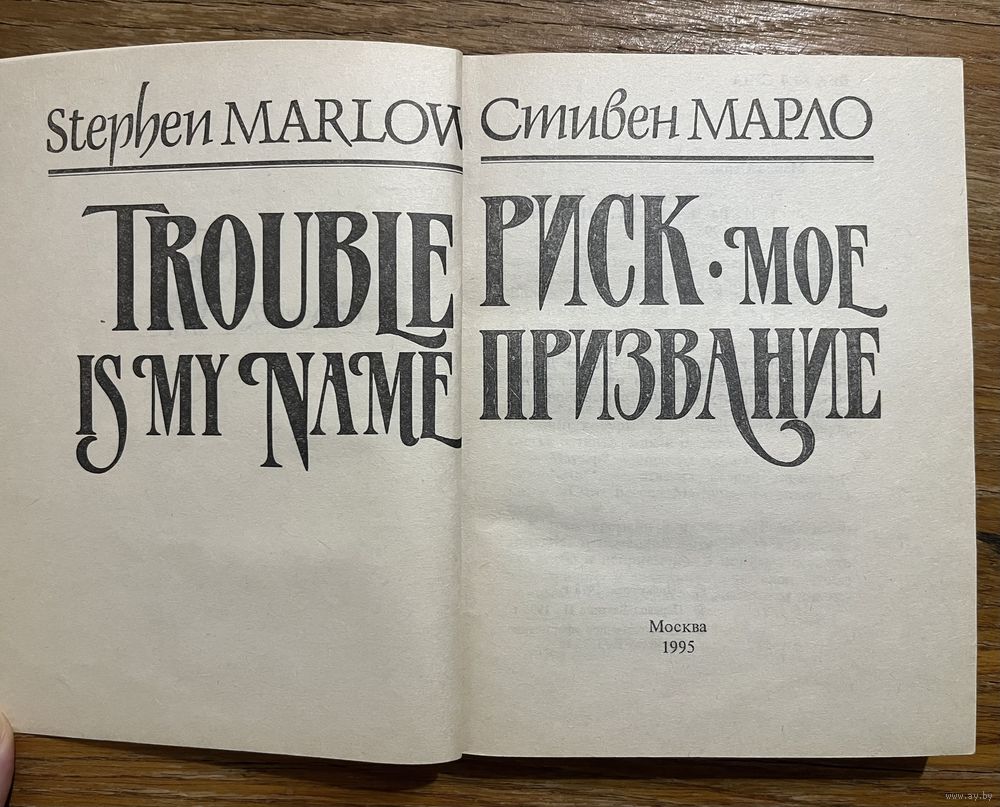 Stephen MARLOW
TROUBLE
IS MY NAME
Стивен МАРЛО
РИСК • МОЕ
ПРИЗВАНИЕ
Москва
1995
www.ay.by